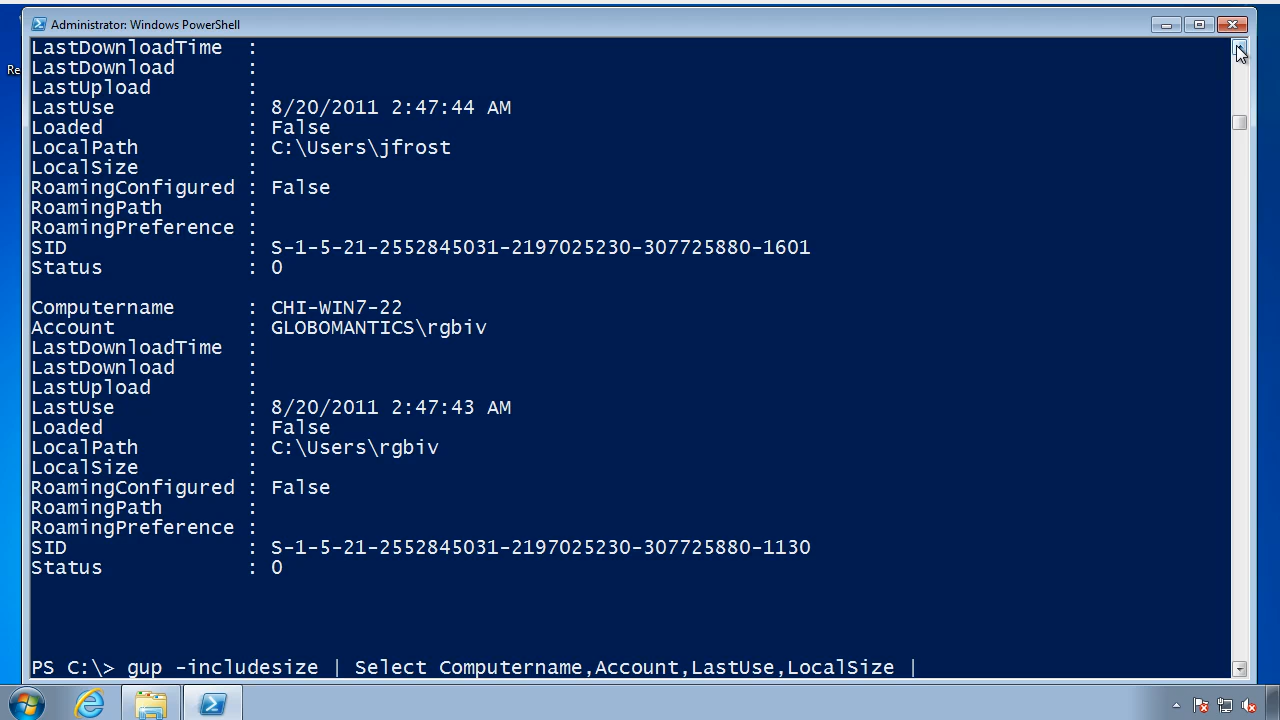 Administrator: Windows PowerShell
Re
LastDownloadTime  :
LastDownload      :
LastUpload        :
LastUse           : 8/20/2011 2:47:44 AM
Loaded            : False
LocalPath         : C:\Users\jfrost
LocalSize         :
RoamingConfigured : False
RoamingPath       :
RoamingPreference :
SID               : S-1-5-21-2552845031-2197025230-307725880-1601
Status            : 0
Computername      : CHI-WIN7-22
Account           : GLOBOMANTICS\rgbiv
LastDownloadTime  :
LastDownload      :
LastUpload        :
LastUse           : 8/20/2011 2:47:43 AM
Loaded            : False
LocalPath         : C:\Users\rgbiv
LocalSize         :
RoamingConfigured : False
RoamingPath       :
RoamingPreference :
SID               : S-1-5-21-2552845031-2197025230-307725880-1130
Status            : 0
PS C:\> gup -includesize | Select Computername,Account,LastUse,LocalSize |